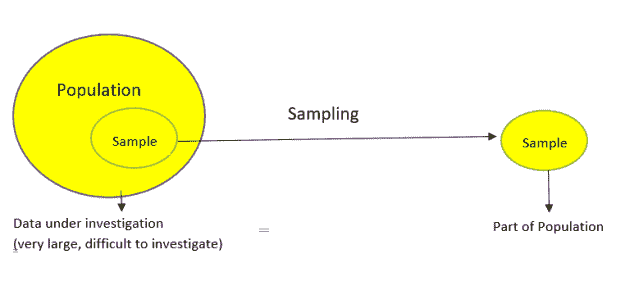 Population
Sample
Sampling
Sample
Data under investigation
(very large, difficult to investigate)
Part of Population